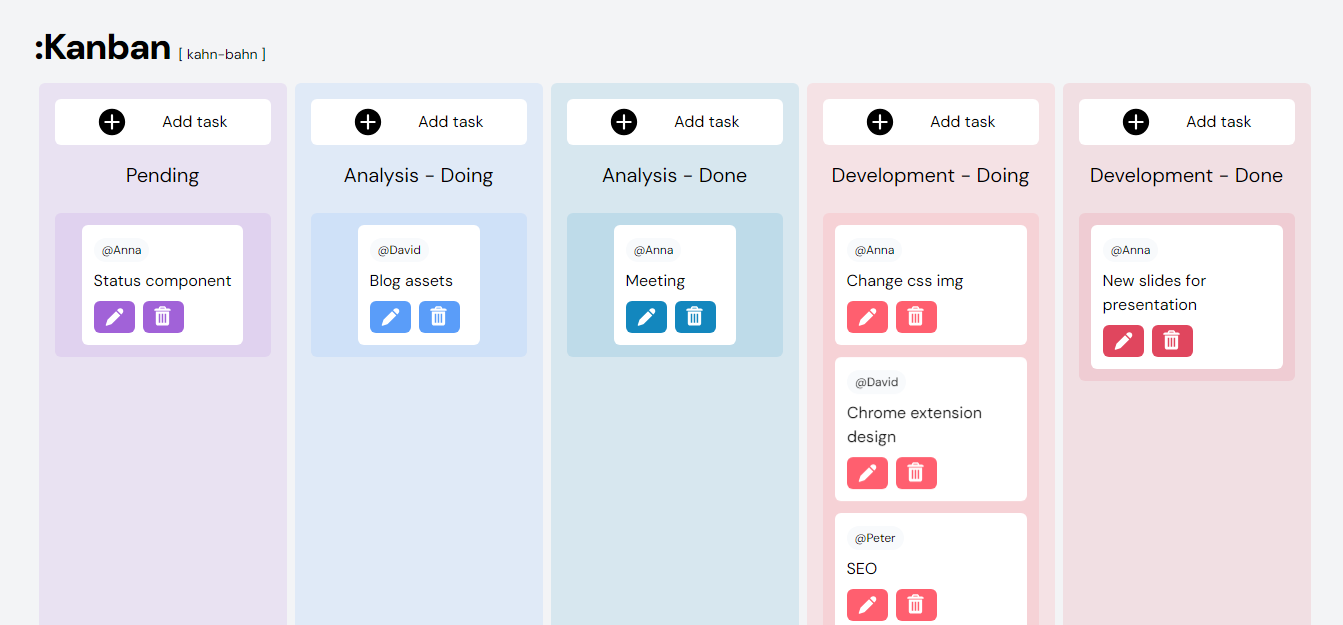 :Kanban [ kahn-bahn ]
Add task
Pending
@Anna
Status component
Add task
Analysis - Doing
@David
Blog assets
Add task
Analysis - Done
@Anna
Meeting
Add task
Development - Doing
@Anna
Change css img
@David
Chrome extension
design
@Peter
SEO
Add task
Development - Done
@Anna
New slides for
presentation